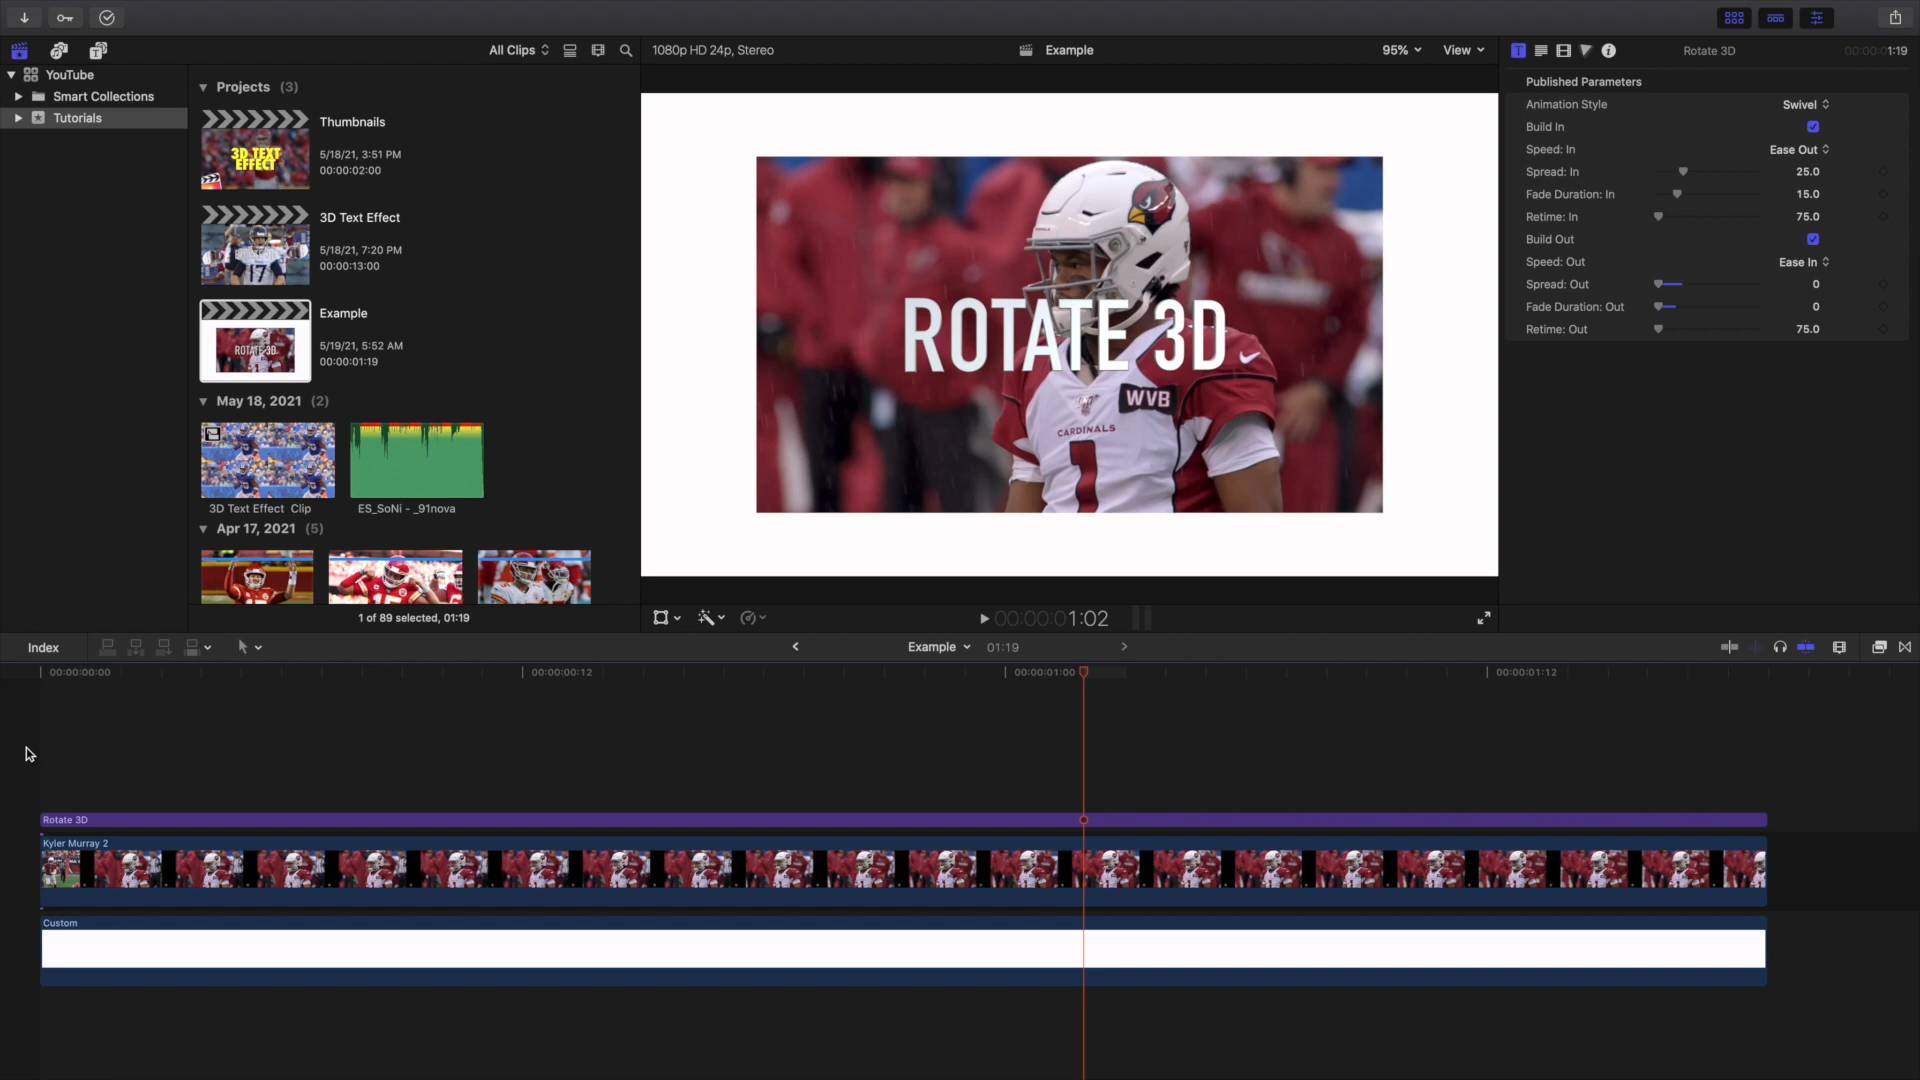 All Clips
1080p HD 24p, Stereo
Example
95%
View
Rotate 3D
00:00:01:19
YouTube
Smart Collections
Tutorials
Projects (3)
Thumbnails
5/18/21, 3:51 PM
00:00:02:00
3D TEXT
EFFECT
3D Text Effect
5/18/21, 7:20 PM
00:00:13:00
17
Example
5/19/21, 5:52 AM
00:00:01:19
ROTATE 3D
May 18, 2021 (2)
3D Text Effect Clip
ES_SoNi - _91nova
Apr 17, 2021 (5)
1 of 89 selected, 01:19
ROTATE 3D
WVB
CARDINALS
1
Published Parameters
Animation Style Swivel
Build In
Speed: In Ease Out
Spread: In 25.0
Fade Duration: In 15.0
Retime: In 75.0
Build Out
Speed: Out Ease In
Spread: Out 0
Fade Duration: Out 0
Retime: Out 75.0
00:00:01:02
Index
Example 01:19
00:00:00:00
00:00:00:12
00:00:01:00
00:00:01:12
Rotate 3D
Kyler Murray 2
Custom